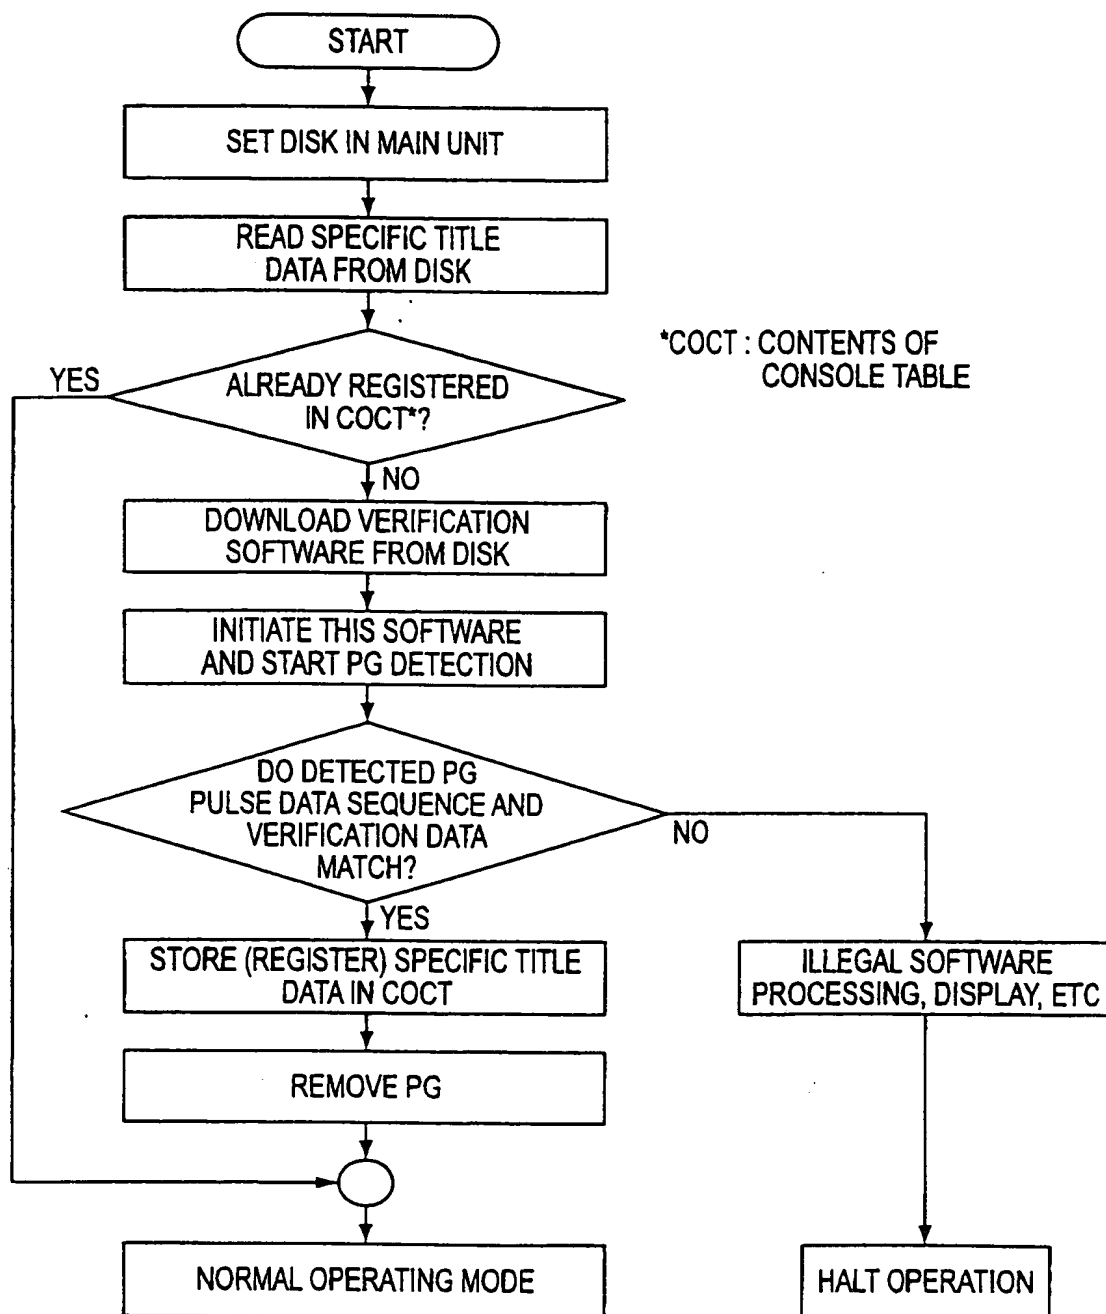 START
SET DISK IN MAIN UNIT
READ SPECIFIC TITLE
DATA FROM DISK
*COCT : CONTENTS OF
CONSOLE TABLE
YES
ALREADY REGISTERED
IN COCT*?
NO
DOWNLOAD VERIFICATION
SOFTWARE FROM DISK
INITIATE THIS SOFTWARE
AND START PG DETECTION
DO DETECTED PG
PULSE DATA SEQUENCE AND
VERIFICATION DATA
MATCH?
NO
YES
STORE (REGISTER) SPECIFIC TITLE
DATA IN COCT
ILLEGAL SOFTWARE
PROCESSING, DISPLAY, ETC
REMOVE PG
NORMAL OPERATING MODE
HALT OPERATION